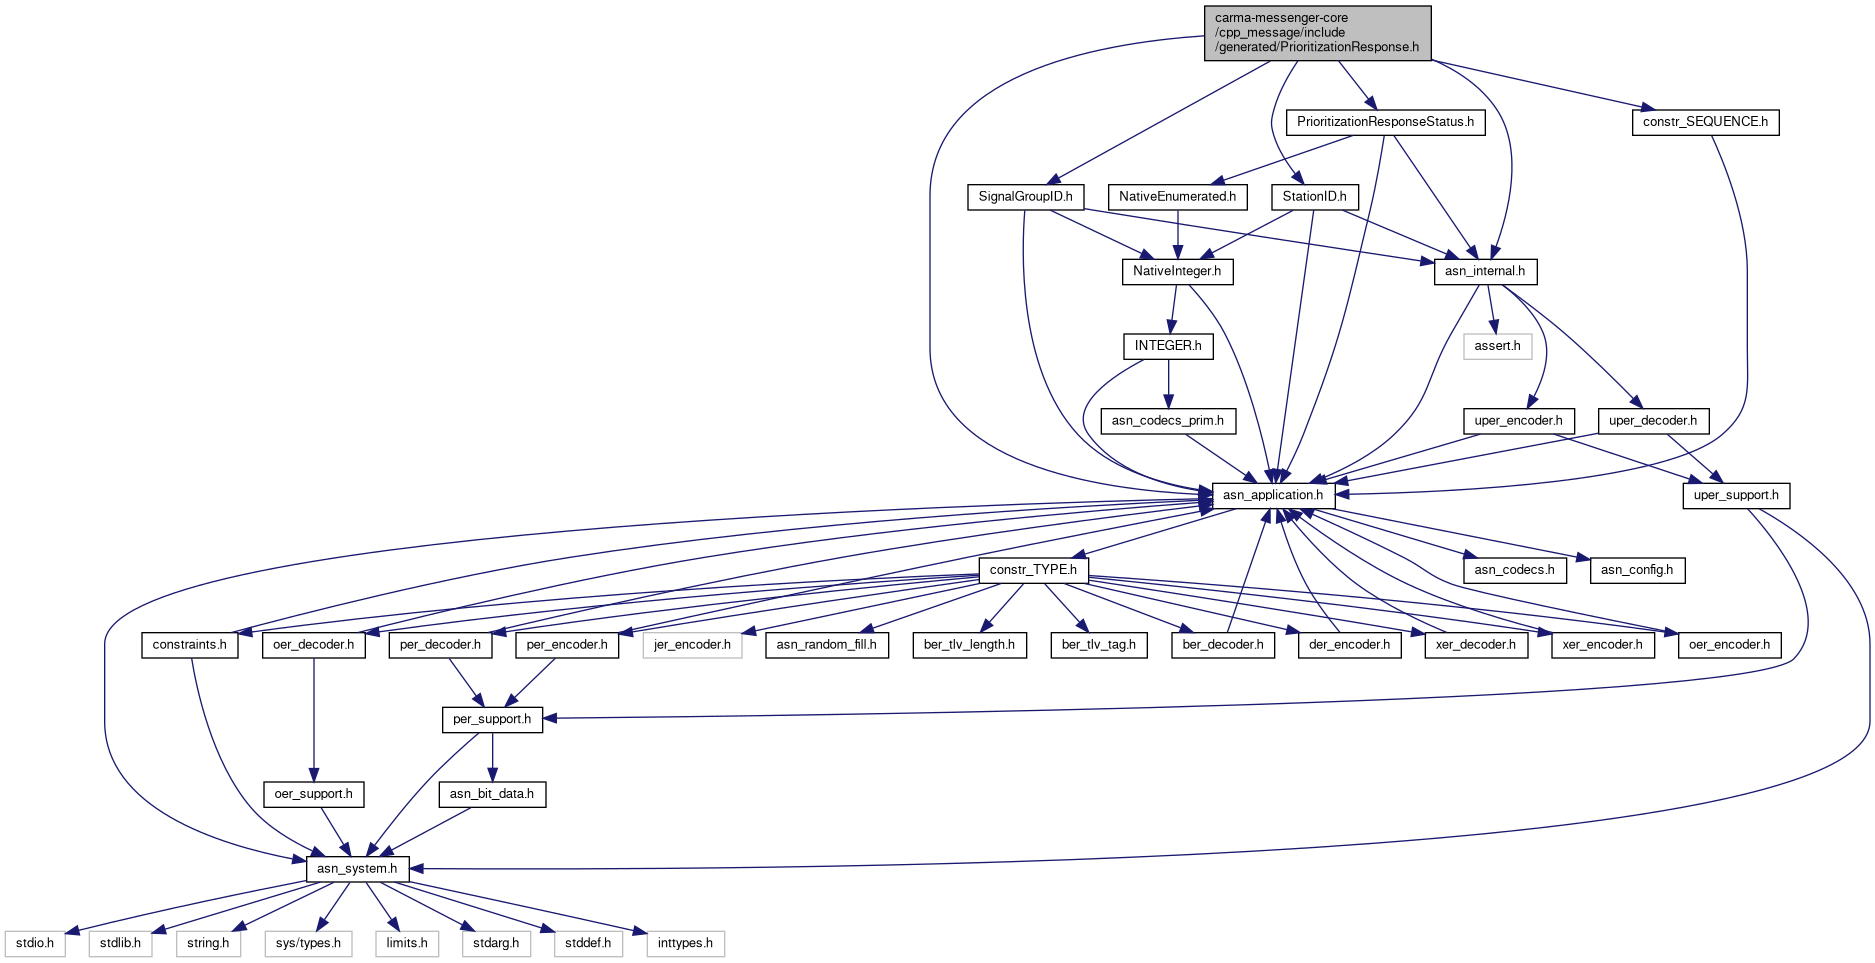 carma-messenger-core
/cpp_message/include
/generated/PrioritizationResponse.h
PrioritizationResponseStatus.h
constr_SEQUENCE.h
SignalGroupID.h
NativeEnumerated.h
StationID.h
NativeInteger.h
asn_internal.h
INTEGER.h
assert.h
asn_codecs_prim.h
uper_encoder.h
uper_decoder.h
asn_application.h
uper_support.h
constr_TYPE.h
asn_codecs.h
asn_config.h
constraints.h
oer_decoder.h
per_decoder.h
per_encoder.h
jer_encoder.h
asn_random_fill.h
ber_tlv_length.h
ber_tlv_tag.h
ber_decoder.h
der_encoder.h
xer_decoder.h
xer_encoder.h
oer_encoder.h
per_support.h
oer_support.h
asn_bit_data.h
asn_system.h
stdio.h
stdlib.h
string.h
sys/types.h
limits.h
stdarg.h
stddef.h
inttypes.h